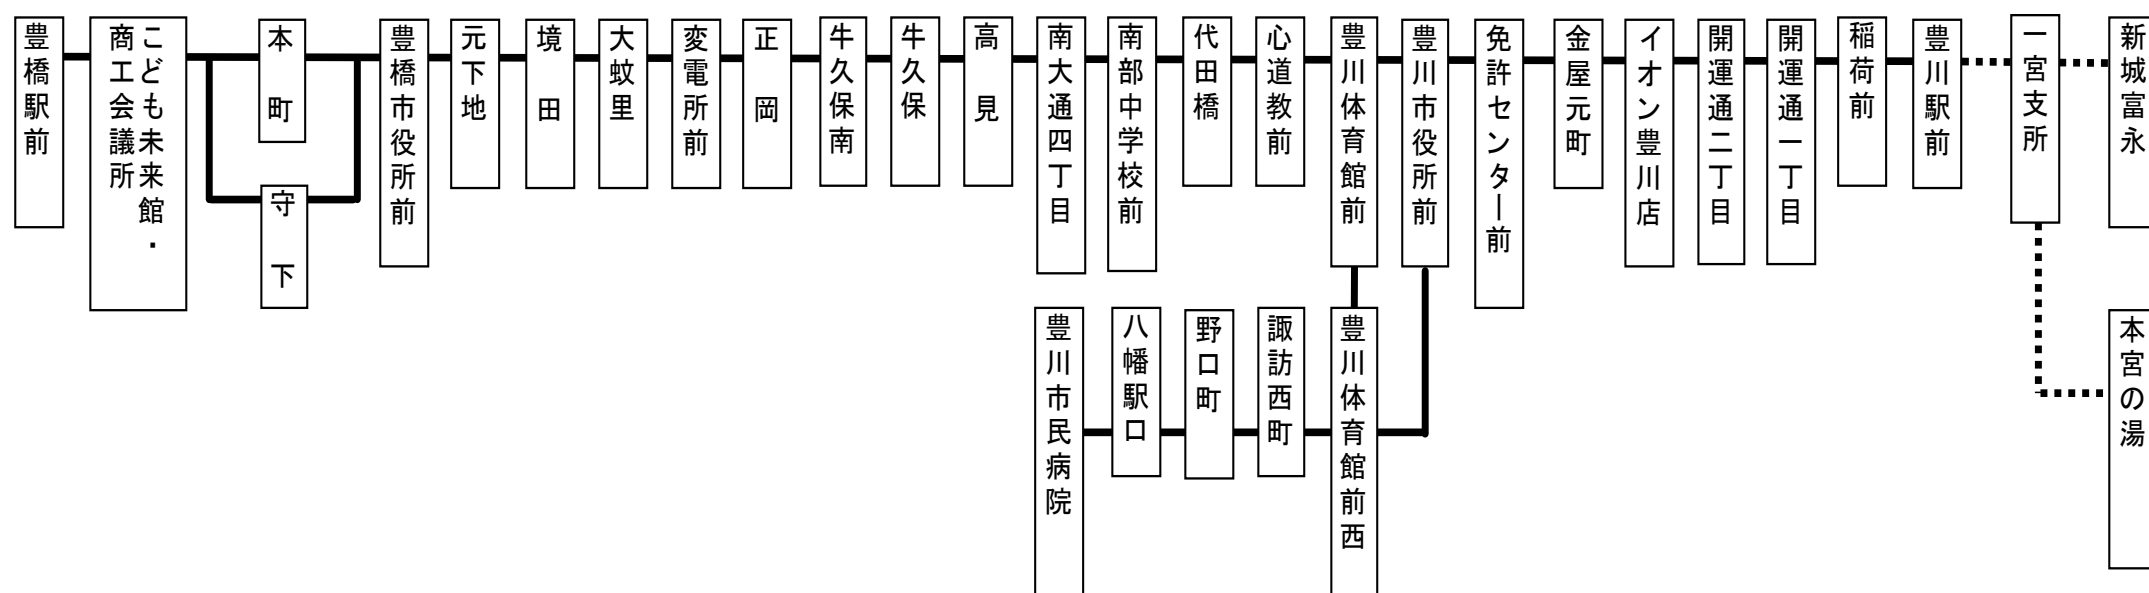 豊橋駅前
こども未来館・
商工会議所
本町
守下
豊橋市役所前
元下地
境田
大蚊里
変電所前
正岡
牛久保南
牛久保
高見
南大通四丁目
南部中学校前
代田橋
心道教前
豊川体育館前
豊川市役所前
免許センター前
金屋元町
イオン豊川店
開運通二丁目
開運通一丁目
稲荷前
豊川駅前
一宮支所
新城富永
豊川市民病院
八幡駅口
野口町
諏訪西町
豊川体育館前西
本宮の湯